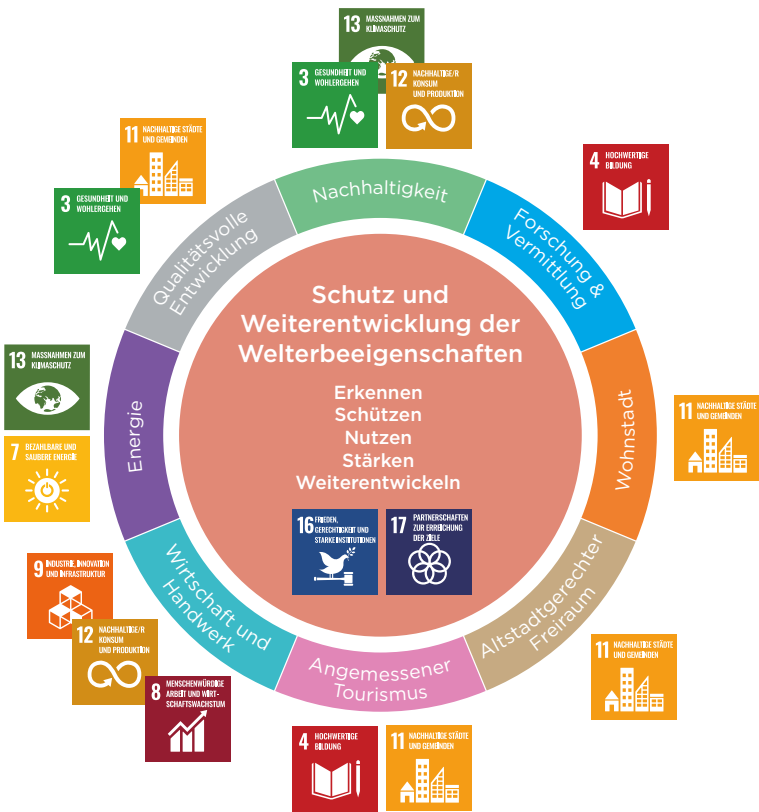 13 MASSNAHMEN ZUM
KLIMASCHUTZ
3 GESUNDHEIT UND
WOHLERGEHEN
12 NACHHALTIGE/R
KONSUM
UND PRODUKTION
11 NACHHALTIGE STÄDTE
UND GEMEINDEN
3 GESUNDHEIT UND
WOHLERGEHEN
4 HOCHWERTIGE
BILDUNG
Nachhaltigkeit
Qualitätsvolle
Entwicklung
Forschung &
Vermittlung
Schutz und
Weiterentwicklung der
Welterbeeigenschaften
Erkennen
Schützen
Nutzen
Stärken
Weiterentwickeln
13 MASSNAHMEN ZUM
KLIMASCHUTZ
7 BEZAHLBARE UND
SAUBERE ENERGIE
Energie
Wohnstadt
11 NACHHALTIGE STÄDTE
UND GEMEINDEN
16 FRIEDEN,
GERECHTIGKEIT UND
STARKE INSTITUTIONEN
17 PARTNERSCHAFTEN
ZUR ERREICHUNG
DER ZIELE
9 INDUSTRIE, INNOVATION
UND INFRASTRUKTUR
12 NACHHALTIGE/R
KONSUM
UND PRODUKTION
8 MENSCHENWÜRDIGE
ARBEIT UND WIRT-
SCHAFTSWACHSTUM
Wirtschaft und
Handwerk
Angemessener
Tourismus
Altstadtgerechter
Freiraum
11 NACHHALTIGE STÄDTE
UND GEMEINDEN
4 HOCHWERTIGE
BILDUNG
11 NACHHALTIGE STÄDTE
UND GEMEINDEN